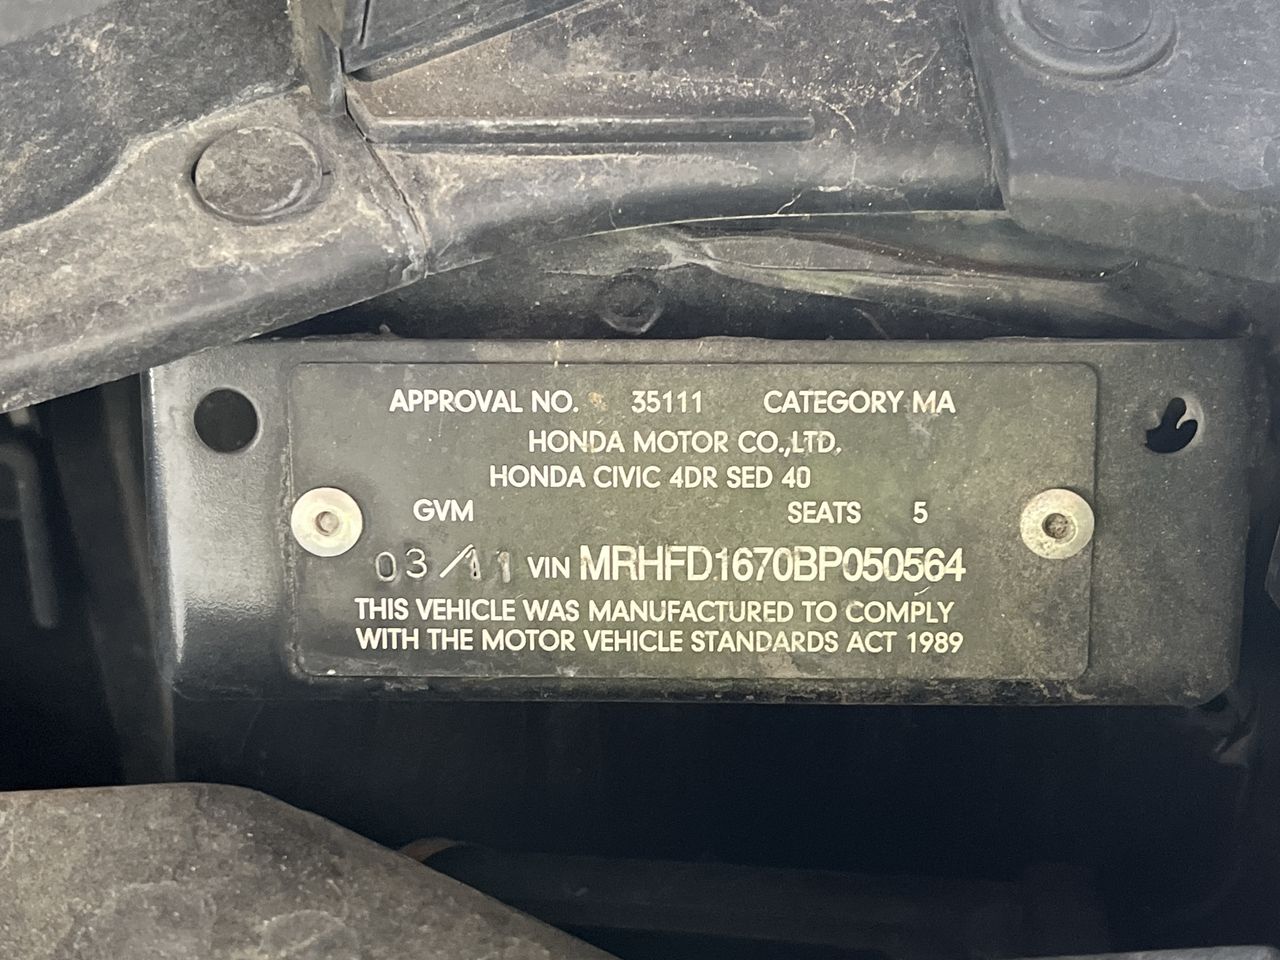 APPROVAL NO. 35111 CATEGORY MA
HONDA MOTOR CO.,LTD.
HONDA CIVIC 4DR SED 40
GVM SEATS 5
03/11 VIN MRHFD1670BP050564
THIS VEHICLE WAS MANUFACTURED TO COMPLY
WITH THE MOTOR VEHICLE STANDARDS ACT 1989